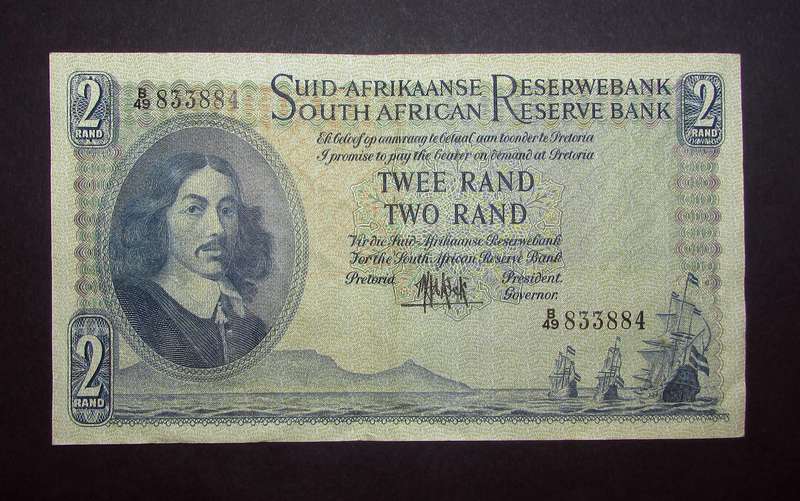 2 RAND
B/49 833884
SUID-AFRIKAANSE RESERWEBANK
SOUTH AFRICAN RESERVE BANK
2 RAND
Ek beloof op aanvraag te betaal aan toonder te Pretoria
I promise to pay the bearer on demand at Pretoria
TWEE RAND
TWO RAND
Vir die Suid-Afrikaanse Reserwebank
For the South African Reserve Bank
Pretoria
President.
Governor.
B/49 833884
2 RAND